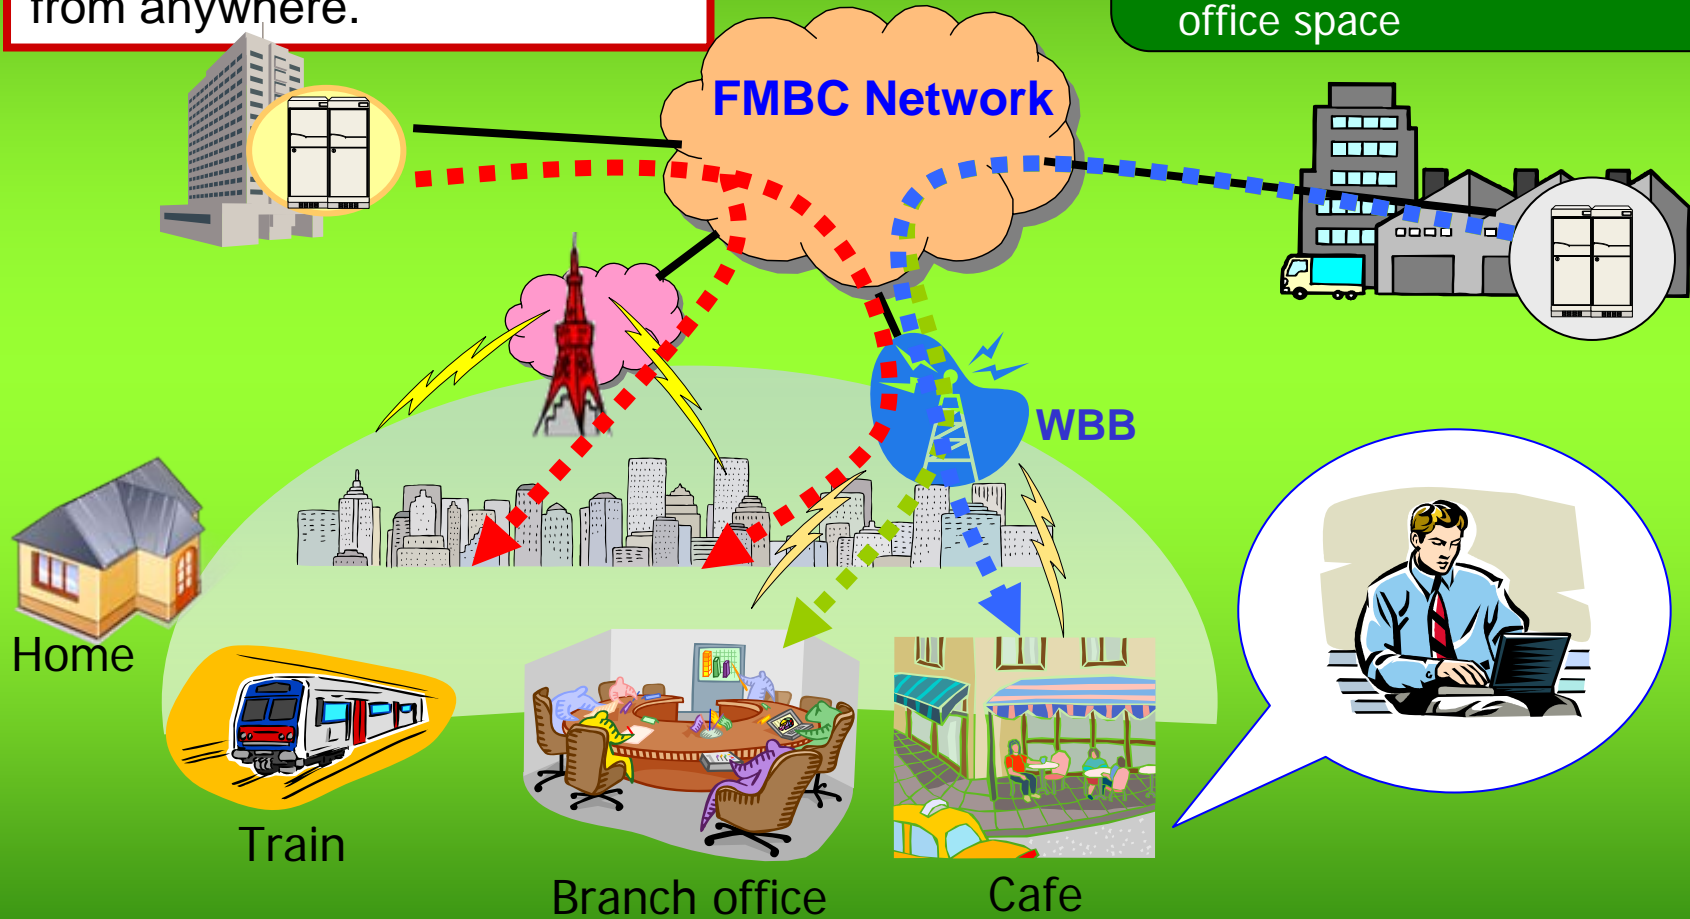 from anywhere.
office space
FMBC Network
WBB
Home
Train
Branch office
Cafe